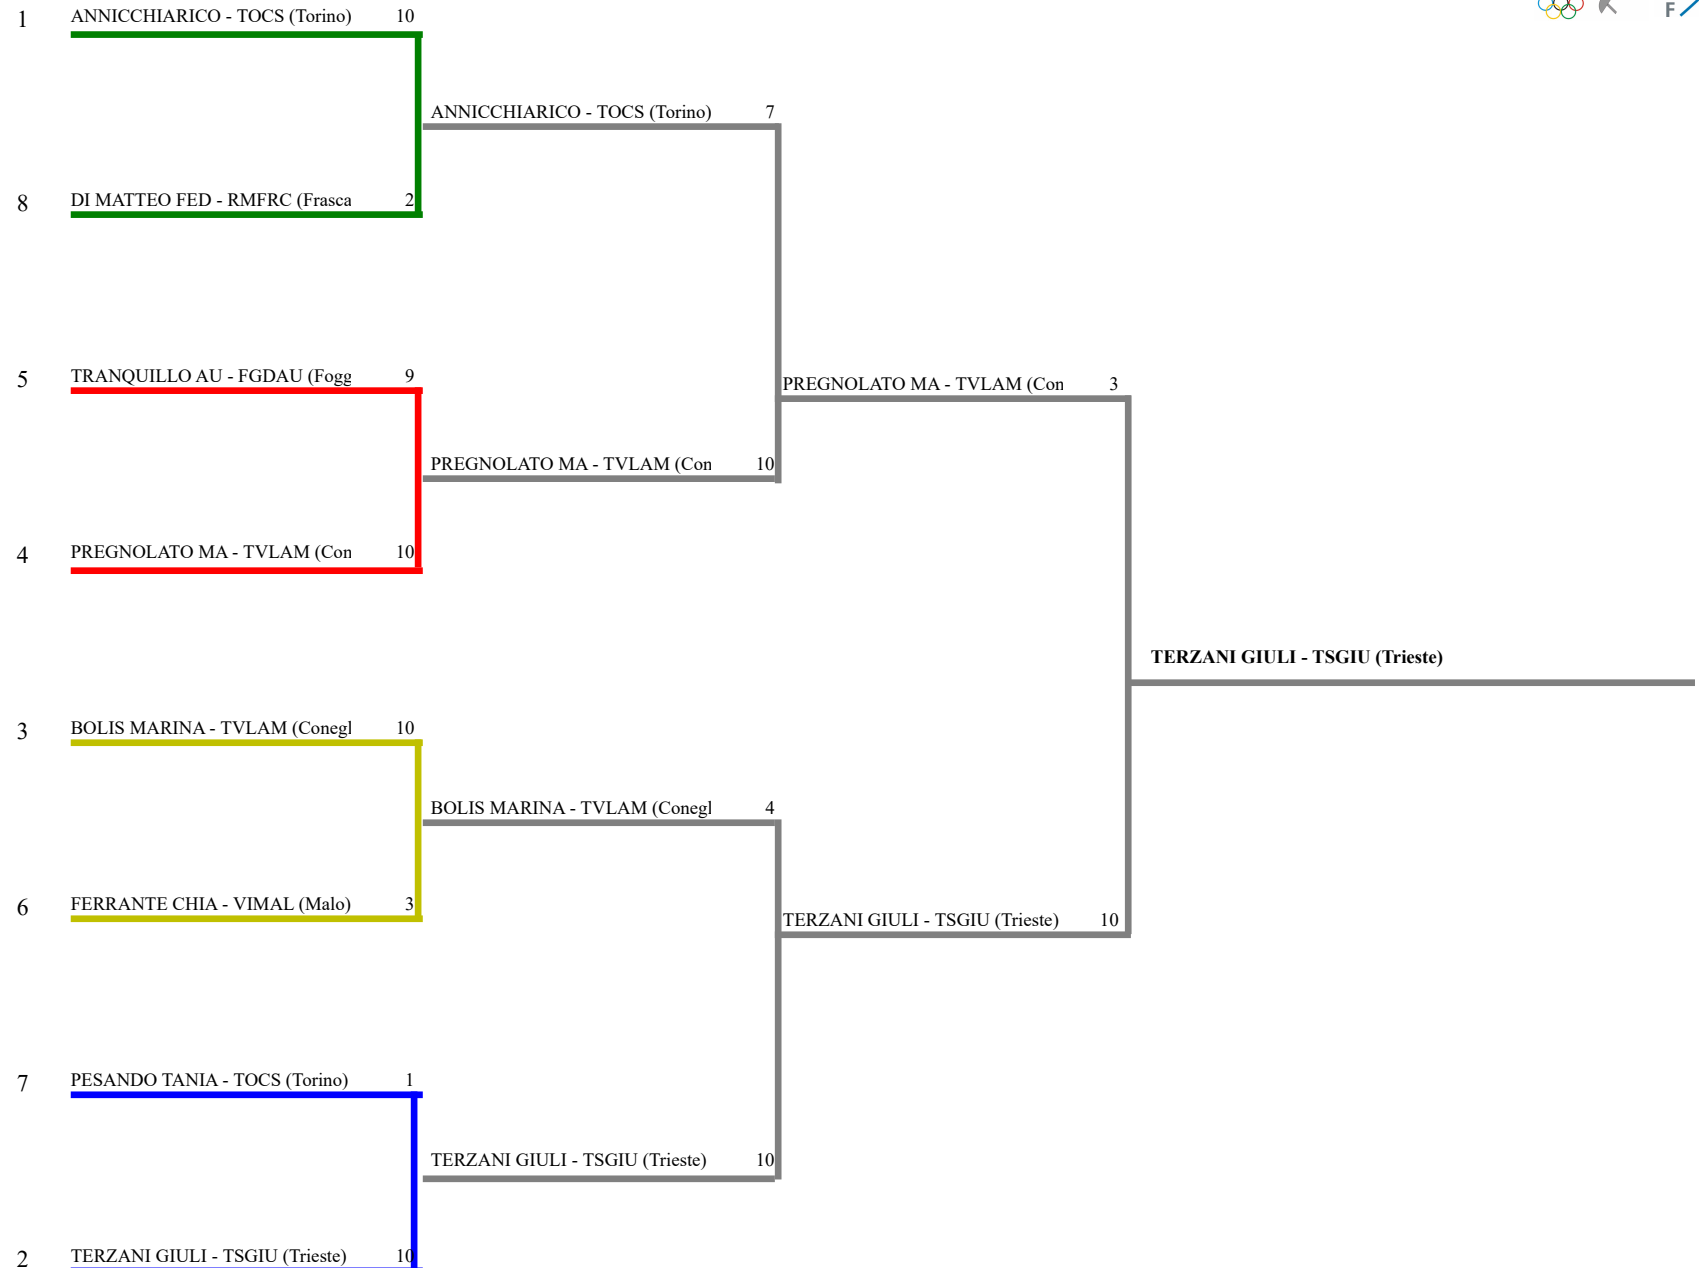 1 ANNICCHIARICO - TOCS (Torino) 10
F
ANNICCHIARICO - TOCS (Torino) 7
8 DI MATTEO FED - RMFRC (Frasca 2
5 TRANQUILLO AU - FGDAU (Fogg 9
PREGNOLATO MA - TVLAM (Con 3
PREGNOLATO MA - TVLAM (Con 10
4 PREGNOLATO MA - TVLAM (Con 10
TERZANI GIULI - TSGIU (Trieste)
3 BOLIS MARINA - TVLAM (Conegl 10
BOLIS MARINA - TVLAM (Conegl 4
6 FERRANTE CHIA - VIMAL (Malo) 3
TERZANI GIULI - TSGIU (Trieste) 10
7 PESANDO TANIA - TOCS (Torino) 1
TERZANI GIULI - TSGIU (Trieste) 10
2 TERZANI GIULI - TSGIU (Trieste) 10